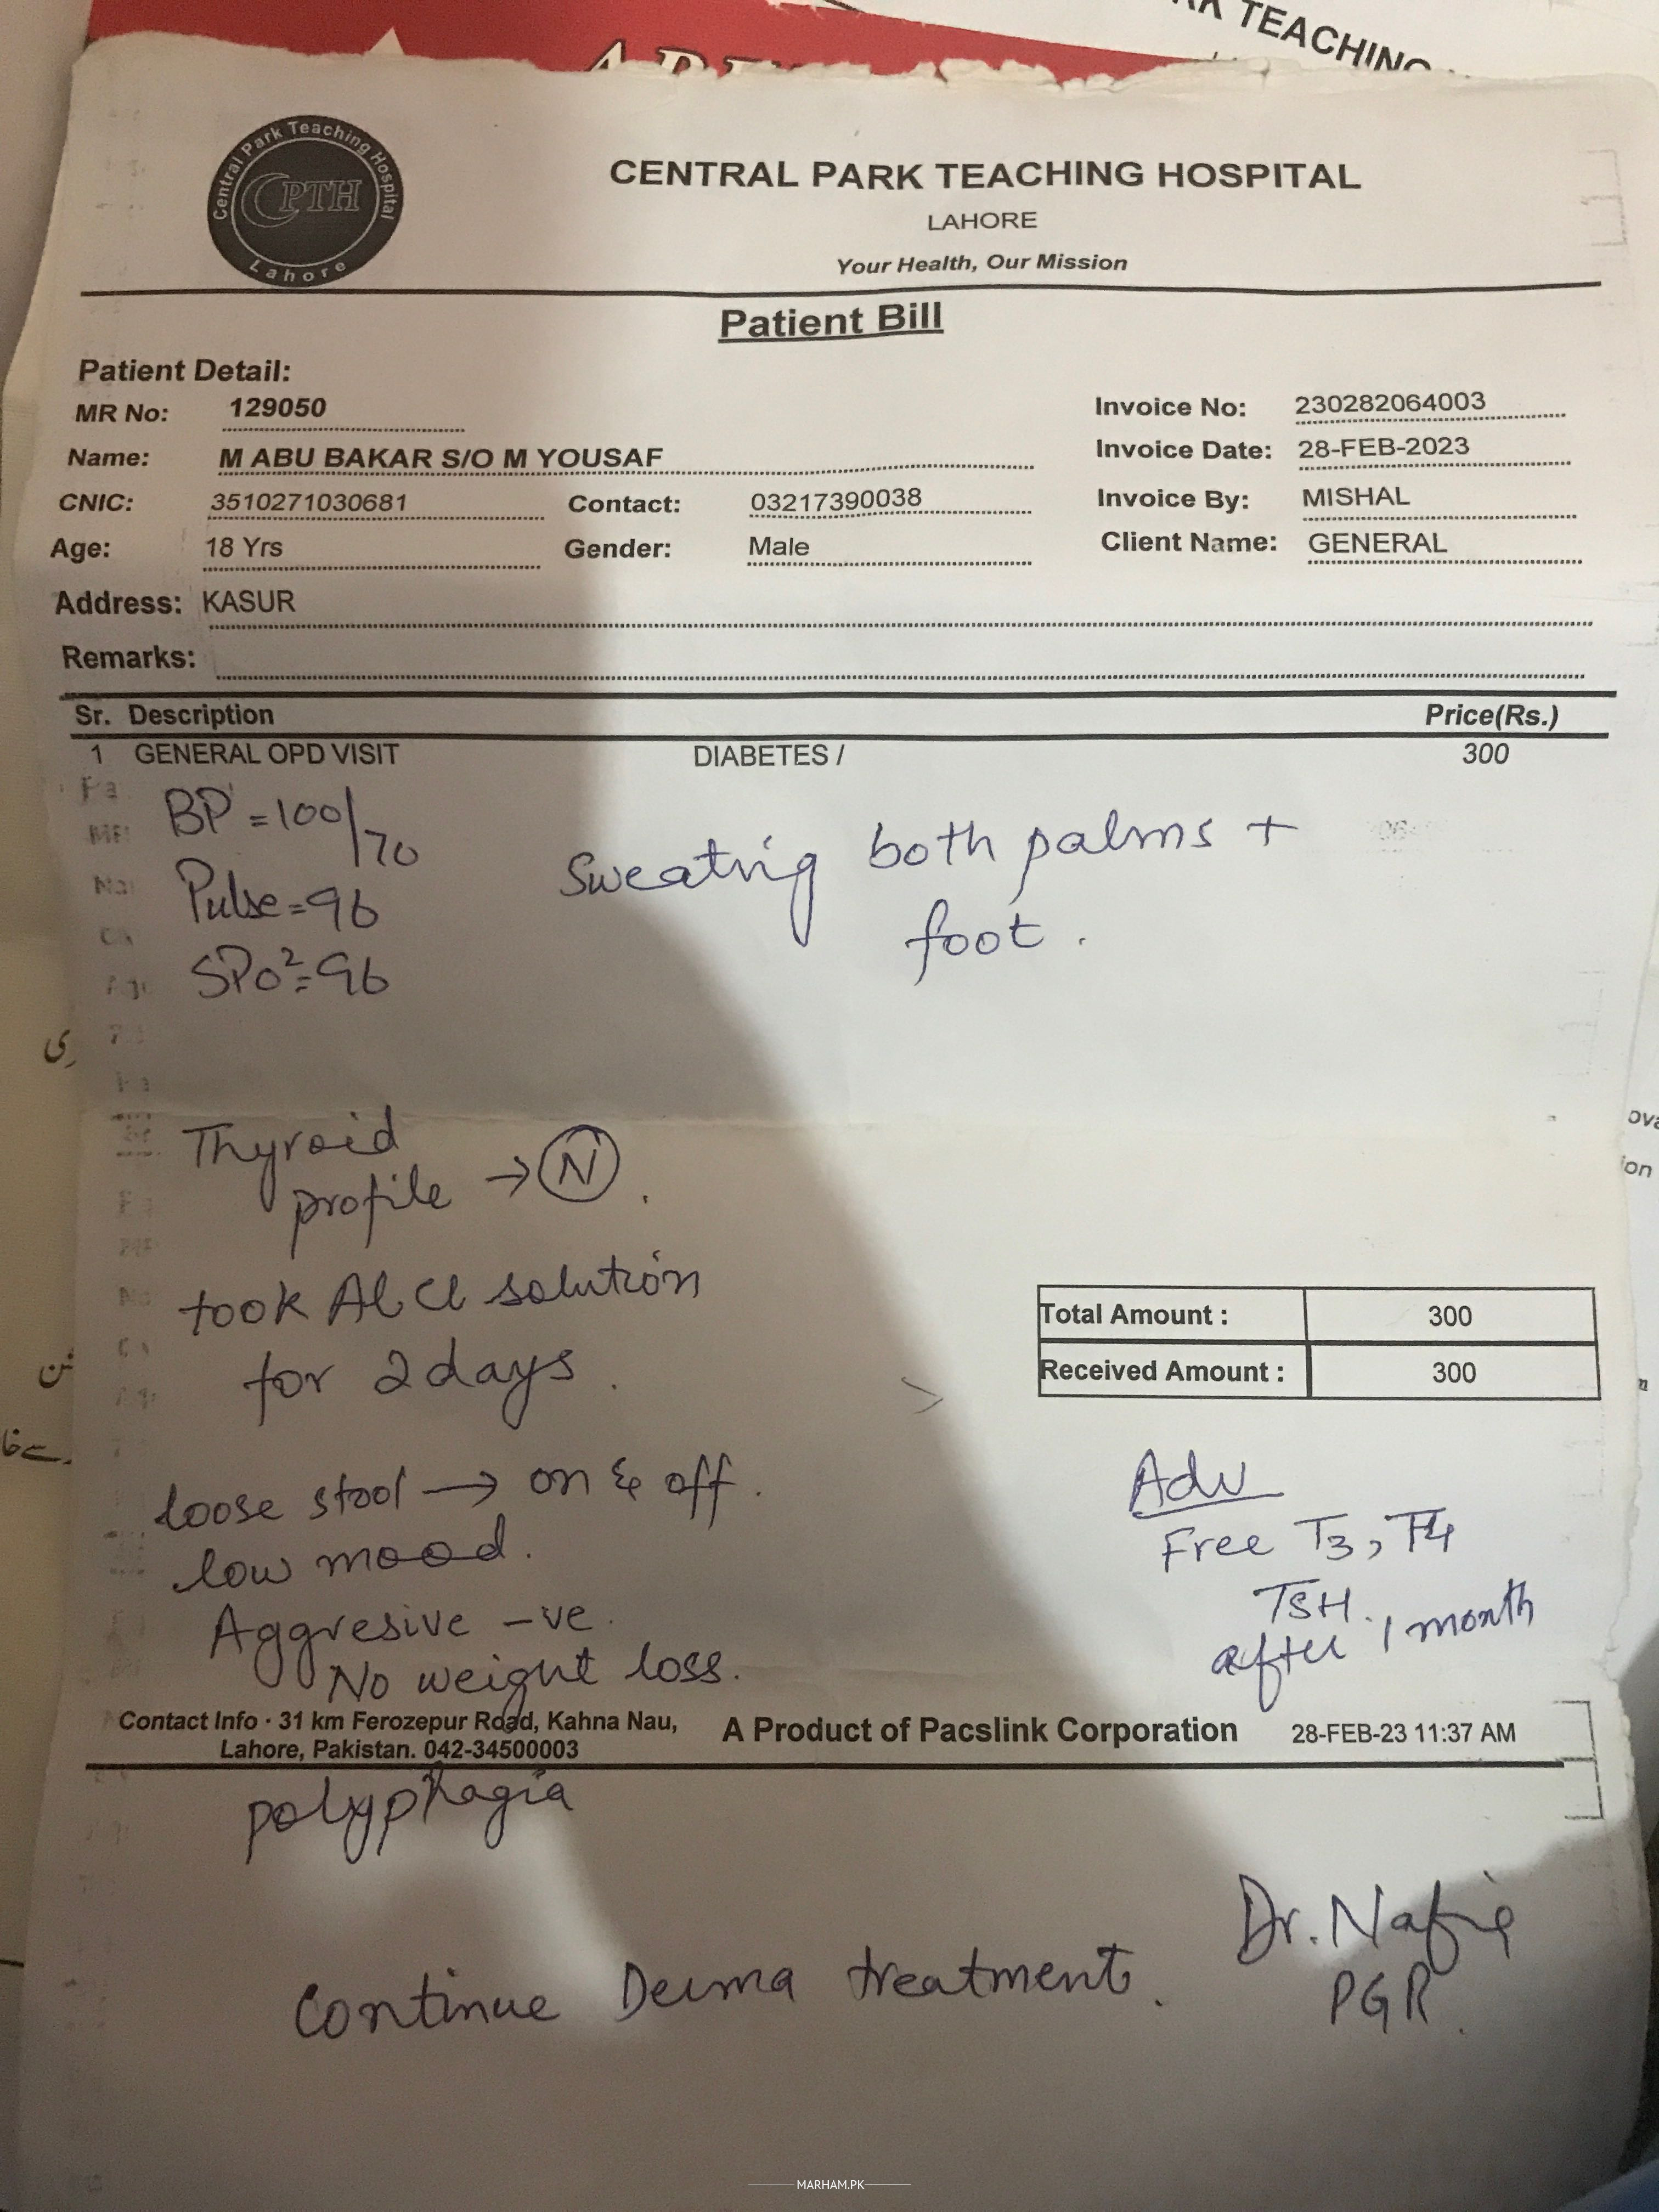 K TEACHING
Central Park Teaching Hospital
CPTH
Lahore
CENTRAL PARK TEACHING HOSPITAL
LAHORE
Your Health, Our Mission
Patient Bill
Patient Detail:
MR No: 129050 Invoice No: 230282064003
Name: M ABU BAKAR S/O M YOUSAF Invoice Date: 28-FEB-2023
CNIC: 3510271030681 Contact: 03217390038 Invoice By: MISHAL
Age: 18 Yrs Gender: Male Client Name: GENERAL
Address: KASUR
Remarks:
Sr. Description Price(Rs.)
1 GENERAL OPD VISIT DIABETES / 300
BP = 100/70
Pulse = 96
SPO2 = 96
Sweating both palms +
foot.
Thyroid
profile → N.
took AlCl solution
for 2 days.
Total Amount : 300
Received Amount : 300
loose stool → on & off.
low mood.
Aggresive -ve.
No weight loss.
Adv
Free T3, T4
TSH.
after 1 month
Contact Info · 31 km Ferozepur Road, Kahna Nau,
Lahore, Pakistan. 042-34500003
A Product of Pacslink Corporation 28-FEB-23 11:37 AM
polyphagia
Continue Derma treatment.
Dr.
PGR.
MARHAM.PK